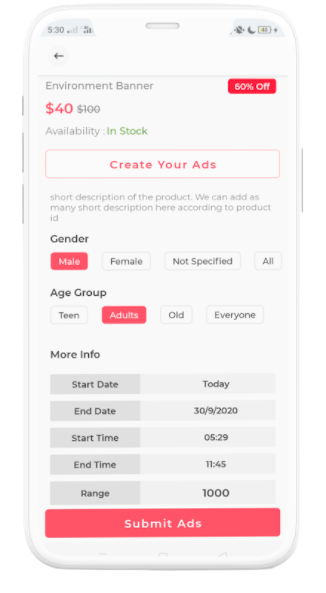 5:30
48
Environment Banner 60% Off
$40 $100
Availability : In Stock
Create Your Ads
short description of the product. We can add as
many short description here according to product
id
Gender
Male Female Not Specified All
Age Group
Teen Adults Old Everyone
More Info
Start Date Today
End Date 30/9/2020
Start Time 05:29
End Time 11:45
Range 1000
Submit Ads